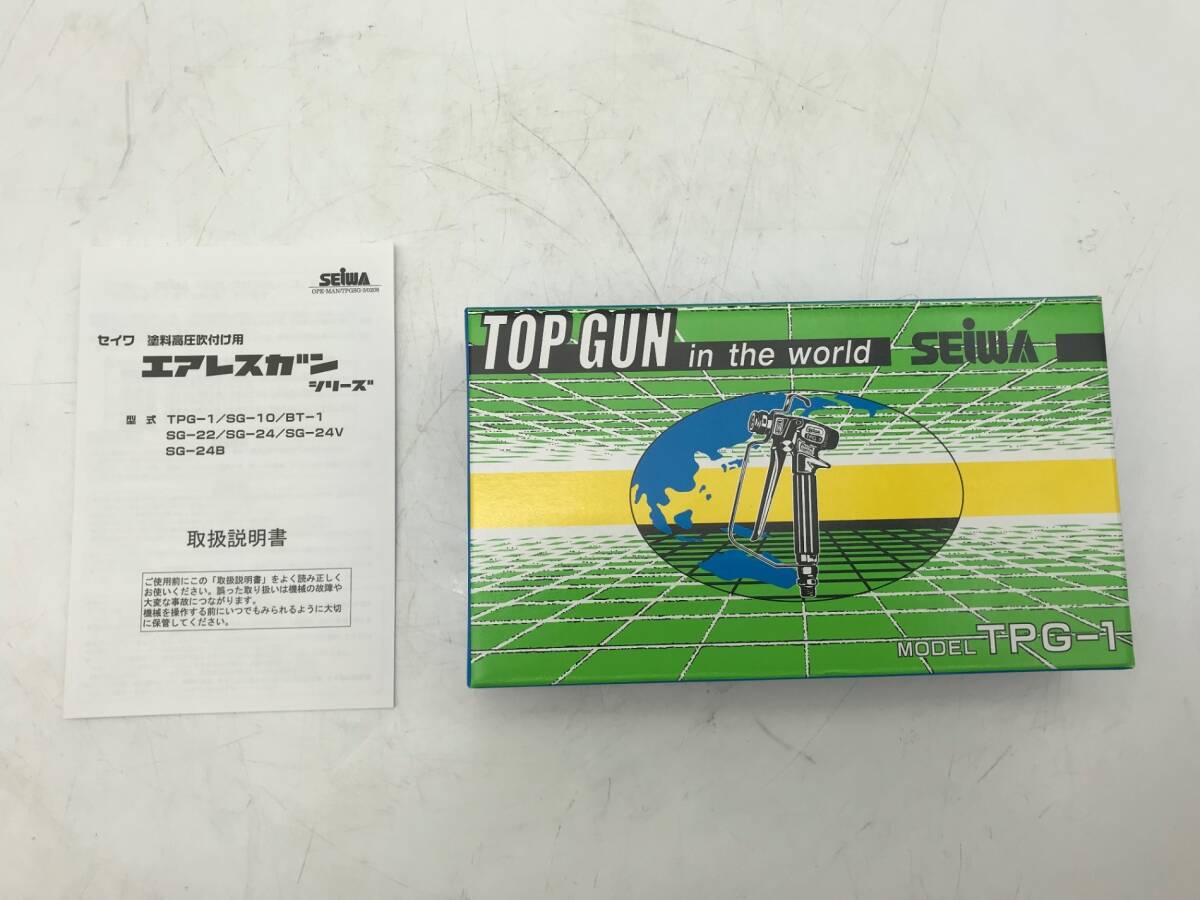 SEiWA
OPE-MAN/TPGSG-3/0208
セイワ 塗料高圧吹付け用
エアレスガン
シリーズ
型 式 TPG-1/SG-10/BT-1
SG-22/SG-24/SG-24V
SG-24B
取扱説明書
ご使用前にこの「取扱説明書」をよく読み正しく
お使いください。誤った取り扱いは機械の故障や
大変な事故につながります。
機械を操作する前にいつでもみられるように大切
に保管してください。
TOP GUN in the world SEiWA
MODEL TPG-1